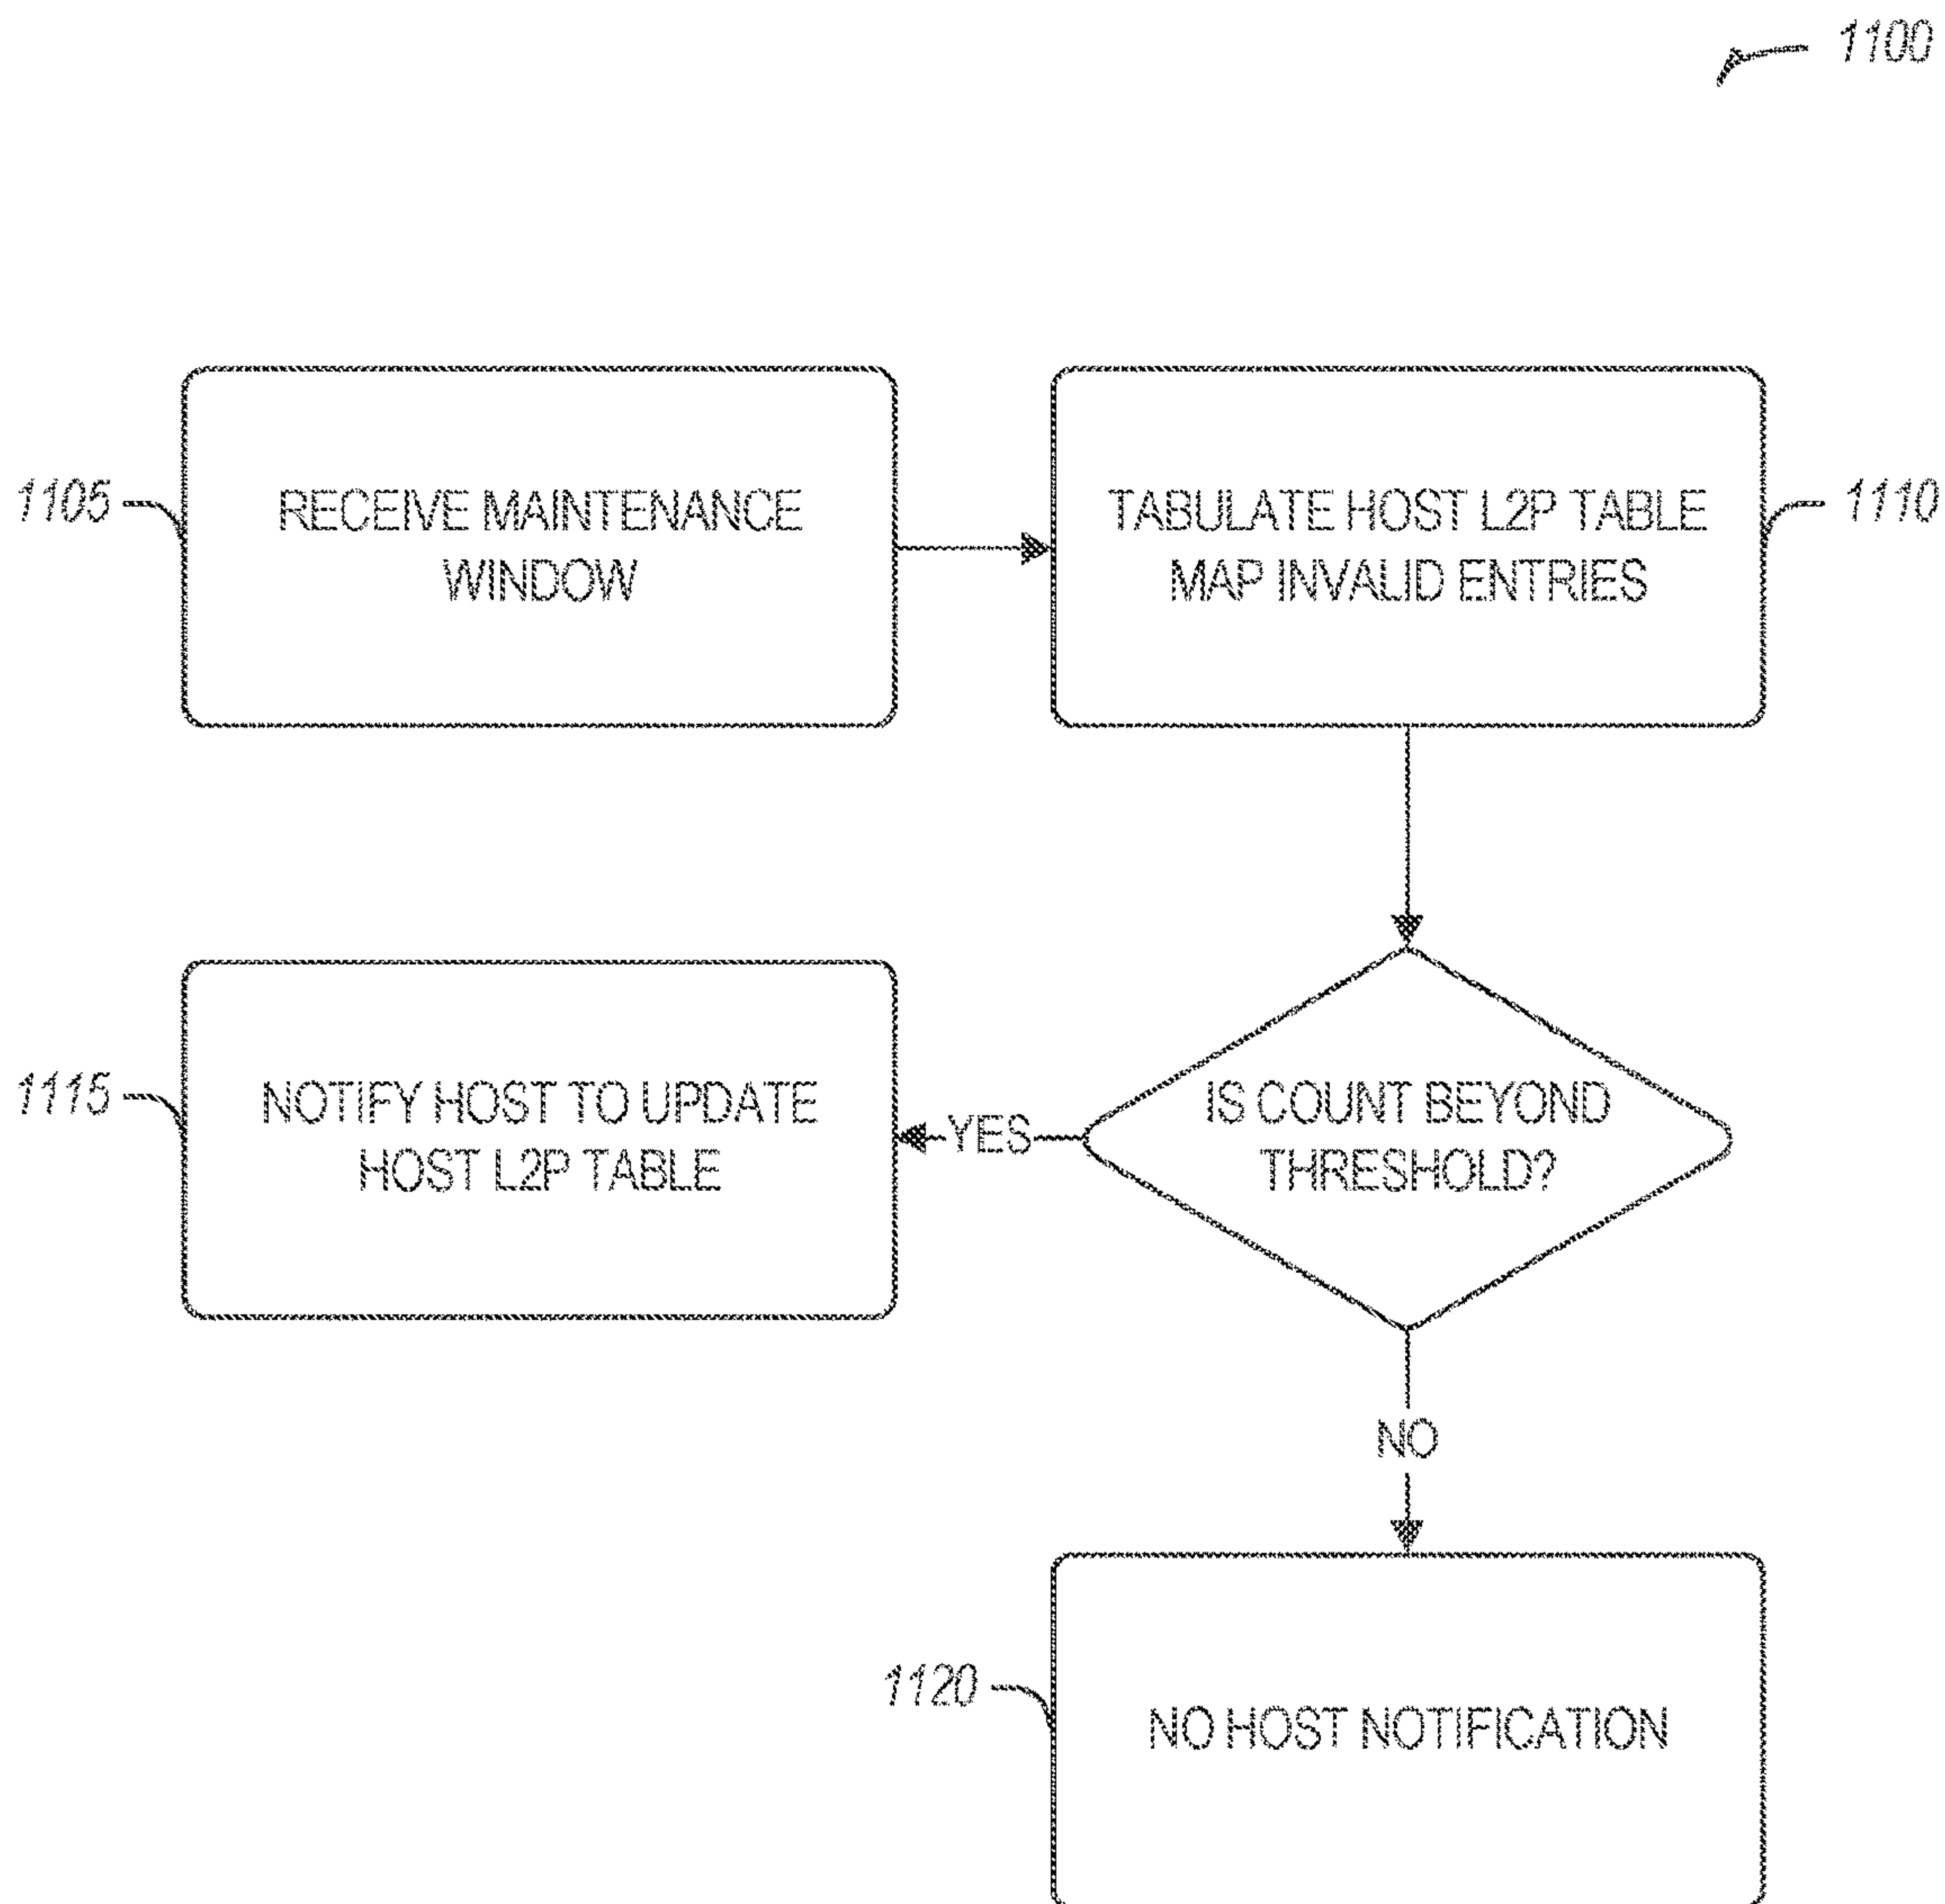 1100
1105
RECEIVE MAINTENANCE
WINDOW
TABULATE HOST L2P TABLE
MAP INVALID ENTRIES
1110
1115
NOTIFY HOST TO UPDATE
HOST L2P TABLE
YES
IS COUNT BEYOND
THRESHOLD?
NO
1120
NO HOST NOTIFICATION